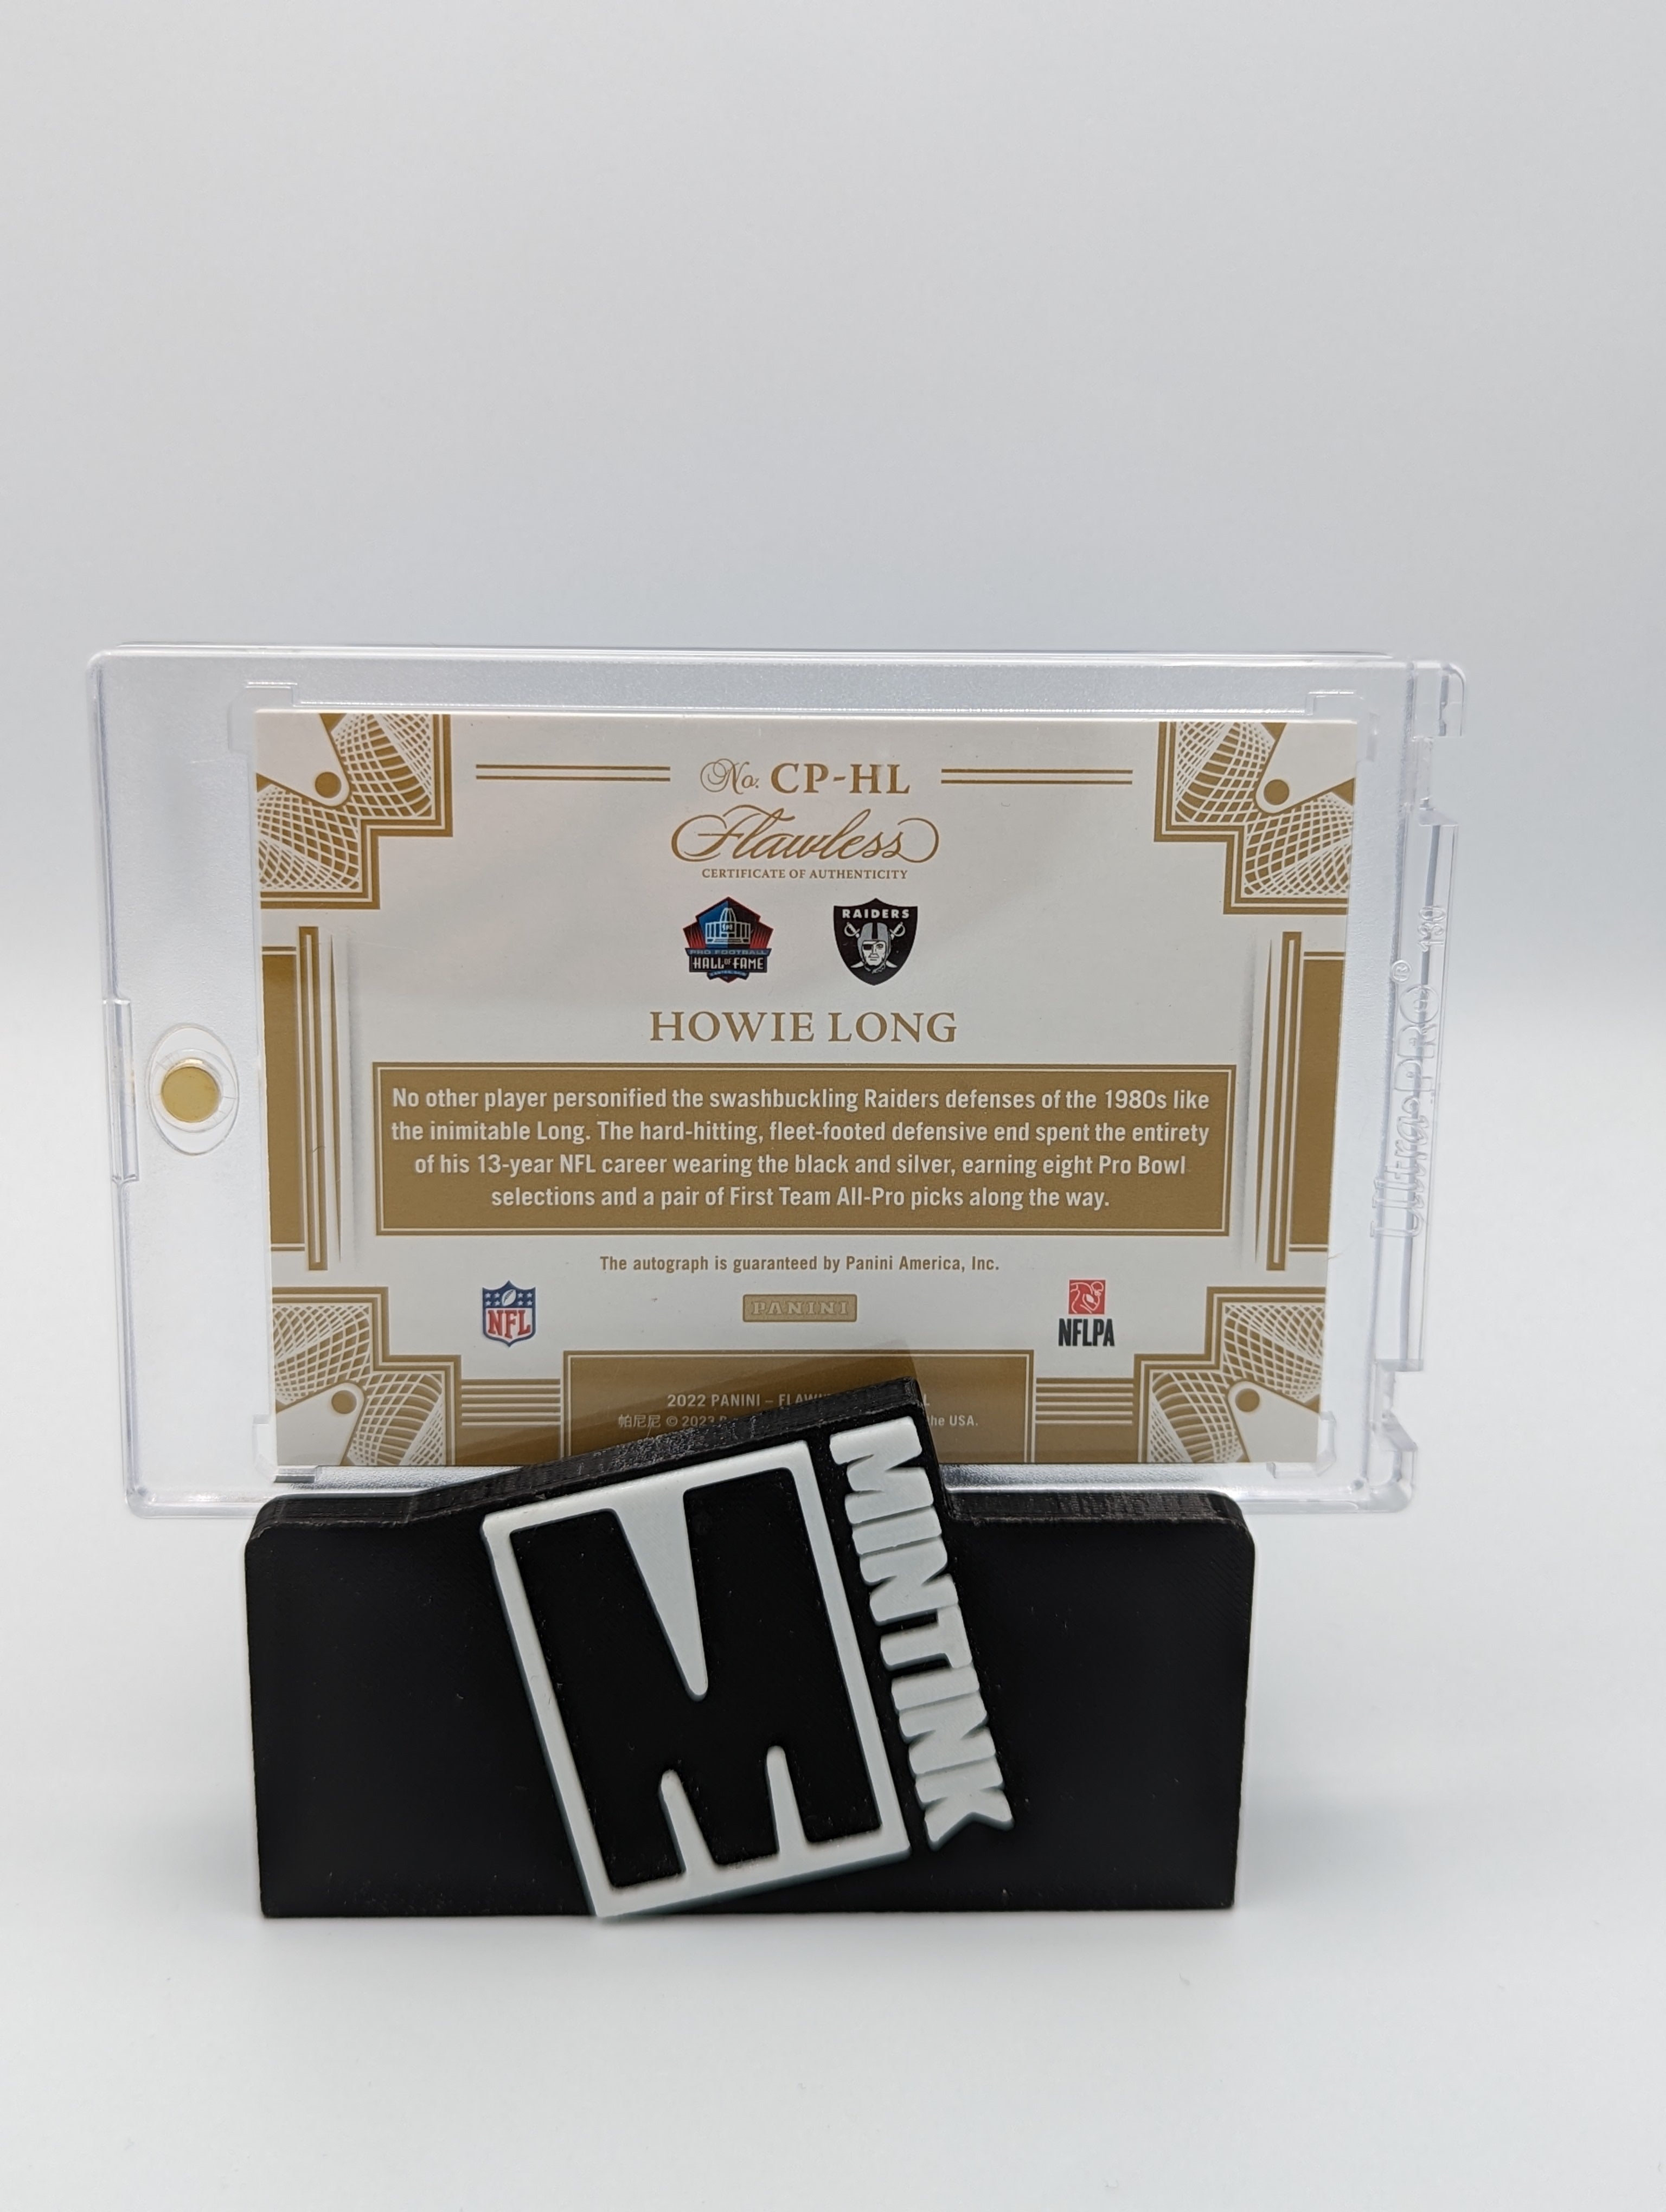 No. CP-HL
Flawless
CERTIFICATE OF AUTHENTICITY
PRO FOOTBALL
HALL OF FAME
RAIDERS
HOWIE LONG
No other player personified the swashbuckling Raiders defenses of the 1980s like
the inimitable Long. The hard-hitting, fleet-footed defensive end spent the entirety
of his 13-year NFL career wearing the black and silver, earning eight Pro Bowl
selections and a pair of First Team All-Pro picks along the way.
The autograph is guaranteed by Panini America, Inc.
NFL
PANINI
NFLPA
2022 PANINI –
帕尼尼 © 2023 the USA.
UltraPRO® 130
M
MINTINK